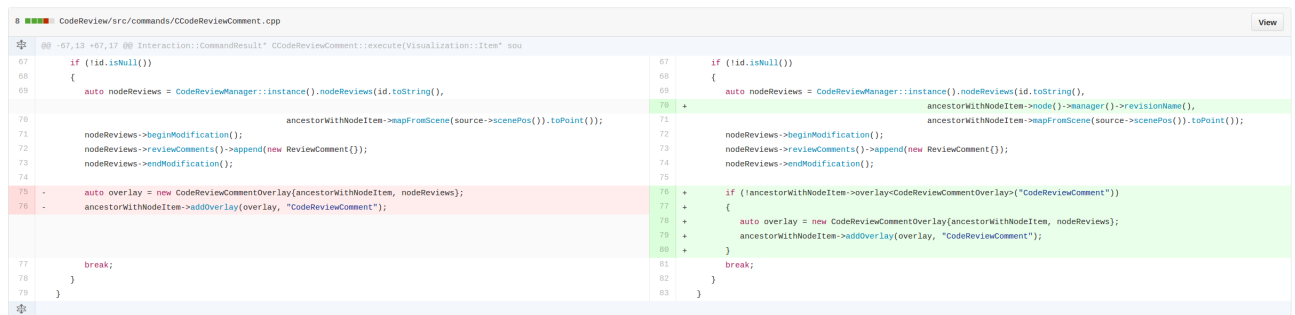 8 CodeReview/src/commands/CCodeReviewComment.cpp View
@@ -67,13 +67,17 @@ Interaction::CommandResult* CCodeReviewComment::execute(Visualization::Item* sou
67 if (!id.isNull())
68 {
69 auto nodeReviews = CodeReviewManager::instance().nodeReviews(id.toString(),
70 ancestorWithNodeItem->mapFromScene(source->scenePos()).toPoint());
71 nodeReviews->beginModification();
72 nodeReviews->reviewComments()->append(new ReviewComment{});
73 nodeReviews->endModification();
74
75 - auto overlay = new CodeReviewCommentOverlay{ancestorWithNodeItem, nodeReviews};
76 - ancestorWithNodeItem->addOverlay(overlay, "CodeReviewComment");
77 break;
78 }
79 }
67 if (!id.isNull())
68 {
69 auto nodeReviews = CodeReviewManager::instance().nodeReviews(id.toString(),
70 + ancestorWithNodeItem->node()->manager()->revisionName(),
71 ancestorWithNodeItem->mapFromScene(source->scenePos()).toPoint());
72 nodeReviews->beginModification();
73 nodeReviews->reviewComments()->append(new ReviewComment{});
74 nodeReviews->endModification();
75
76 + if (!ancestorWithNodeItem->overlay<CodeReviewCommentOverlay>("CodeReviewComment"))
77 + {
78 + auto overlay = new CodeReviewCommentOverlay{ancestorWithNodeItem, nodeReviews};
79 + ancestorWithNodeItem->addOverlay(overlay, "CodeReviewComment");
80 + }
81 break;
82 }
83 }